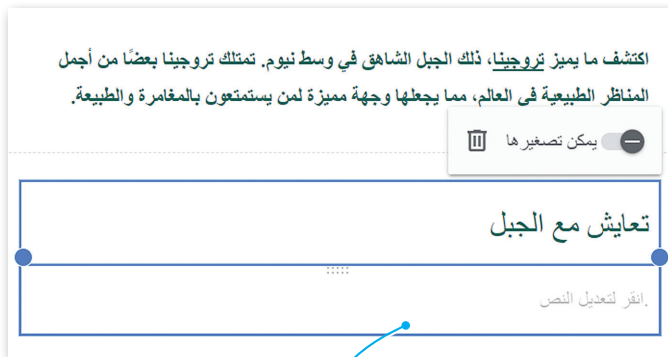 اكتشف ما يميز تروجينا، ذلك الجبل الشاهق في وسط نيوم. تمتلك تروجينا بعضًا من أجمل
المناظر الطبيعية في العالم، مما يجعلها وجهة مميزة لمن يستمتعون بالمغامرة والطبيعة.
يمكن تصغيرها
تعايش مع الجبل
انقر لتعديل النص.